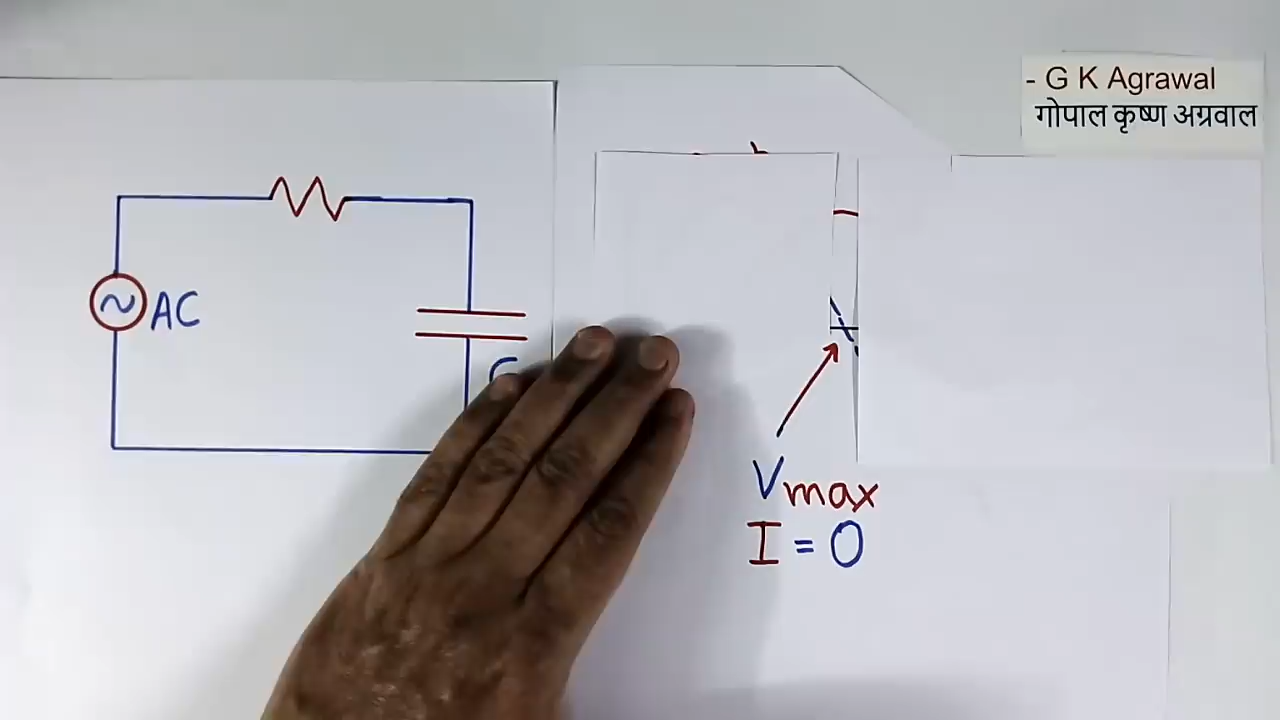 - G K Agrawal
गोपाल कृष्ण अग्रवाल
AC
C
Vmax
I = 0